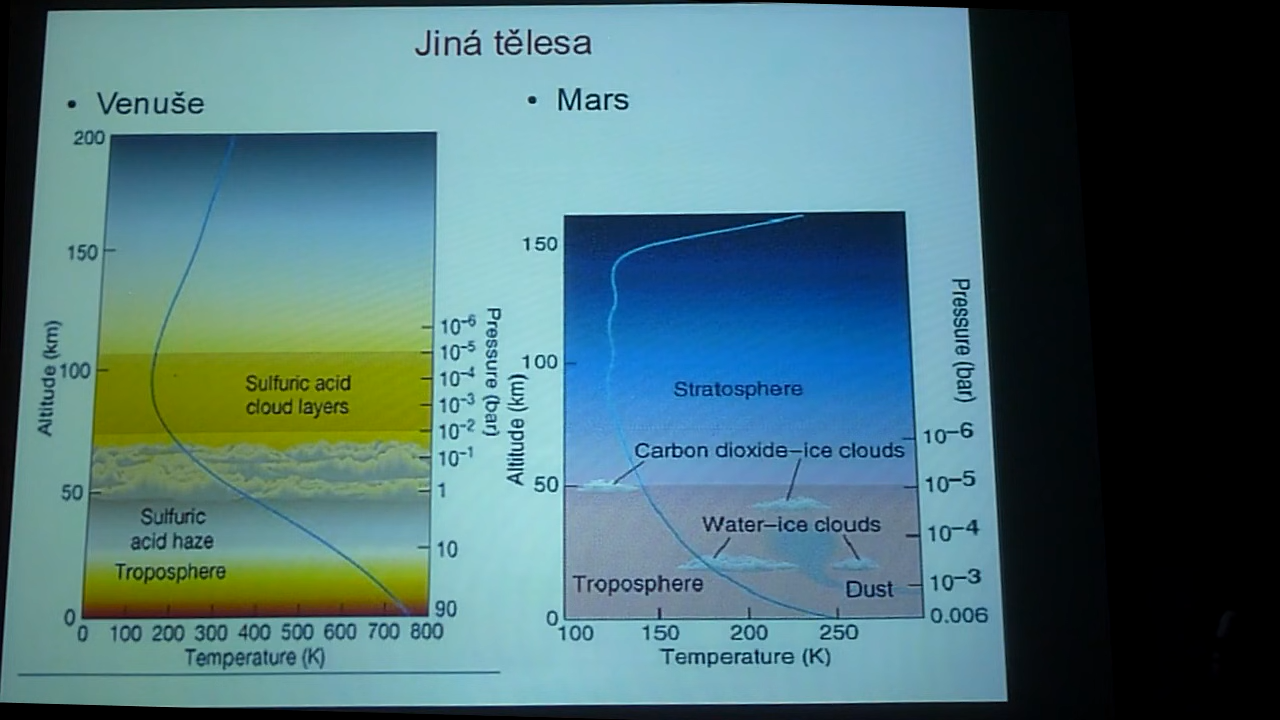 Jiná tělesa
• Venuše
200
150
100
50
0
Altitude (km)
Sulfuric acid
cloud layers
Sulfuric
acid haze
Troposphere
0 100 200 300 400 500 600 700 800
Temperature (K)
10⁻⁶
10⁻⁵
10⁻⁴
10⁻³
10⁻²
10⁻¹
1
10
90
Pressure (bar)
• Mars
150
100
50
0
Altitude (km)
Stratosphere
Carbon dioxide–ice clouds
Water–ice clouds
Troposphere
Dust
100 150 200 250
Temperature (K)
10⁻⁶
10⁻⁵
10⁻⁴
10⁻³
0.006
Pressure (bar)